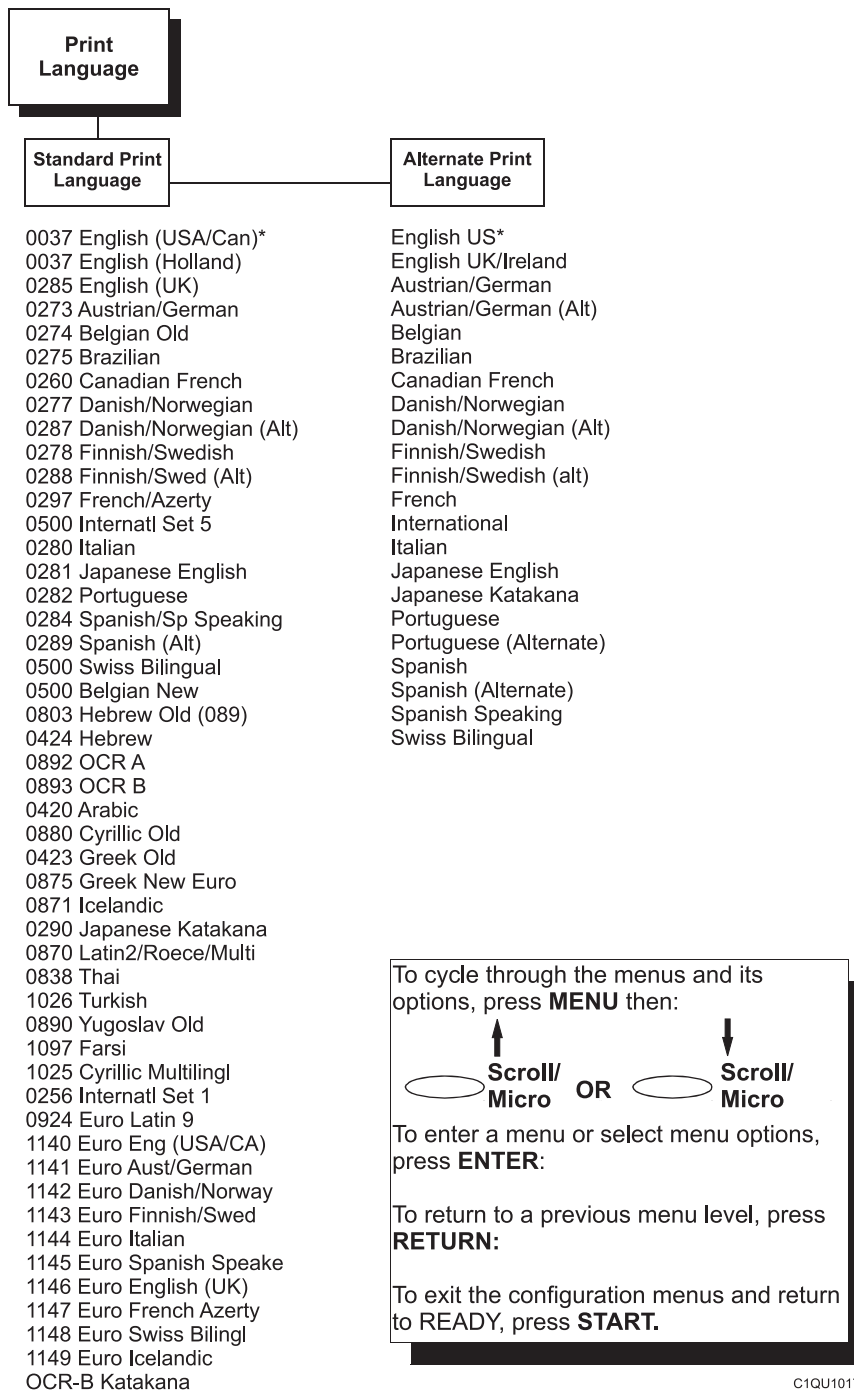 Print
Language
Standard Print
Language
Alternate Print
Language
0037 English (USA/Can)*
0037 English (Holland)
0285 English (UK)
0273 Austrian/German
0274 Belgian Old
0275 Brazilian
0260 Canadian French
0277 Danish/Norwegian
0287 Danish/Norwegian (Alt)
0278 Finnish/Swedish
0288 Finnish/Swed (Alt)
0297 French/Azerty
0500 Internatl Set 5
0280 Italian
0281 Japanese English
0282 Portuguese
0284 Spanish/Sp Speaking
0289 Spanish (Alt)
0500 Swiss Bilingual
0500 Belgian New
0803 Hebrew Old (089)
0424 Hebrew
0892 OCR A
0893 OCR B
0420 Arabic
0880 Cyrillic Old
0423 Greek Old
0875 Greek New Euro
0871 Icelandic
0290 Japanese Katakana
0870 Latin2/Roece/Multi
0838 Thai
1026 Turkish
0890 Yugoslav Old
1097 Farsi
1025 Cyrillic Multilingl
0256 Internatl Set 1
0924 Euro Latin 9
1140 Euro Eng (USA/CA)
1141 Euro Aust/German
1142 Euro Danish/Norway
1143 Euro Finnish/Swed
1144 Euro Italian
1145 Euro Spanish Speake
1146 Euro English (UK)
1147 Euro French Azerty
1148 Euro Swiss Bilingl
1149 Euro Icelandic
OCR-B Katakana
English US*
English UK/Ireland
Austrian/German
Austrian/German (Alt)
Belgian
Brazilian
Canadian French
Danish/Norwegian
Danish/Norwegian (Alt)
Finnish/Swedish
Finnish/Swedish (alt)
French
International
Italian
Japanese English
Japanese Katakana
Portuguese
Portuguese (Alternate)
Spanish
Spanish (Alternate)
Spanish Speaking
Swiss Bilingual
To cycle through the menus and its
options, press MENU then:
Scroll/
Micro
OR
Scroll/
Micro
To enter a menu or select menu options,
press ENTER:
To return to a previous menu level, press
RETURN:
To exit the configuration menus and return
to READY, press START.